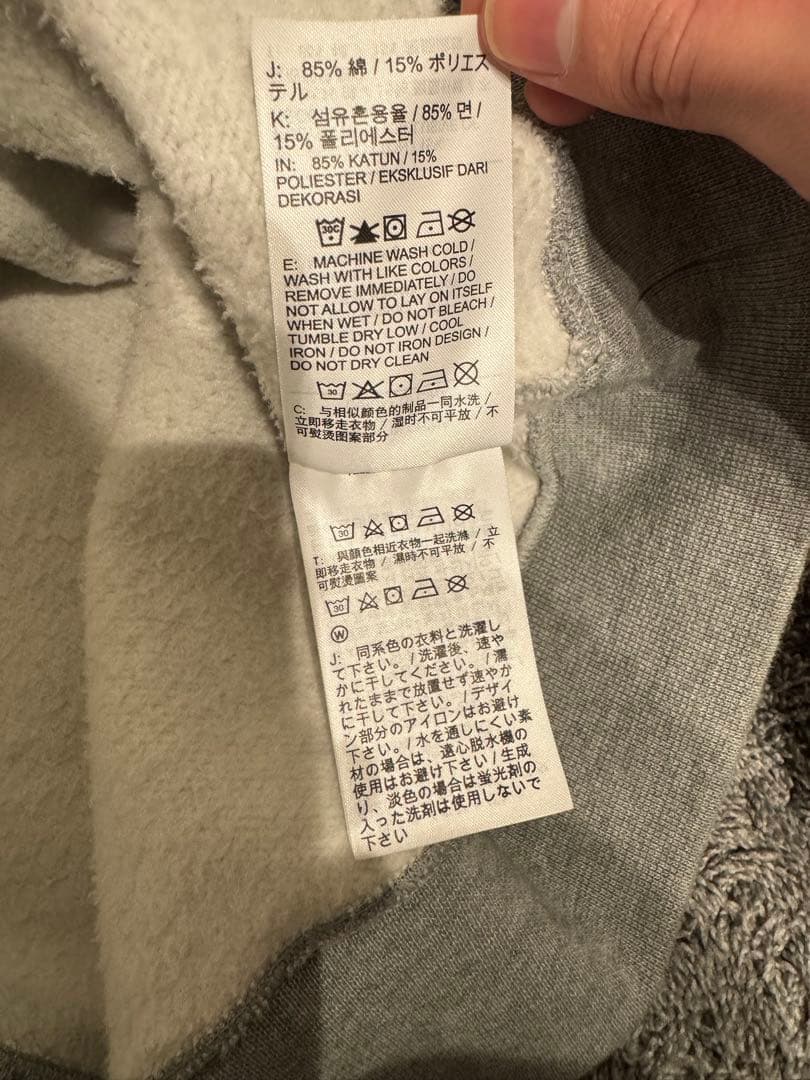 J: 85% 綿 / 15% ポリエス
テル
K: 섬유혼용율 / 85% 면 /
15% 폴리에스터
IN: 85% KATUN / 15%
POLIESTER / EKSKLUSIF DARI
DEKORASI
30C
E: MACHINE WASH COLD /
WASH WITH LIKE COLORS /
REMOVE IMMEDIATELY / DO
NOT ALLOW TO LAY ON ITSELF
WHEN WET / DO NOT BLEACH /
TUMBLE DRY LOW / COOL
IRON / DO NOT IRON DESIGN /
DO NOT DRY CLEAN
30
C: 与相似颜色的制品一同水洗 /
立即移走衣物 / 湿时不可平放 / 不
可熨烫图案部分
30
T: 與顏色相近衣物一起洗滌 / 立
即移走衣物 / 濕時不可平放 / 不
可熨燙圖案
30
W
J: 同系色の衣料と洗濯し
て下さい。/ 洗濯後、速や
かに干してください。/ 濡
れたままで放置せず速やか
に干して下さい。/ デザイ
ン部分のアイロンはお避け
下さい。/ 水を通しにくい素
材の場合は、遠心脱水機の
使用はお避け下さい / 生成
り、淡色の場合は蛍光剤の
入った洗剤は使用しないで
下さい